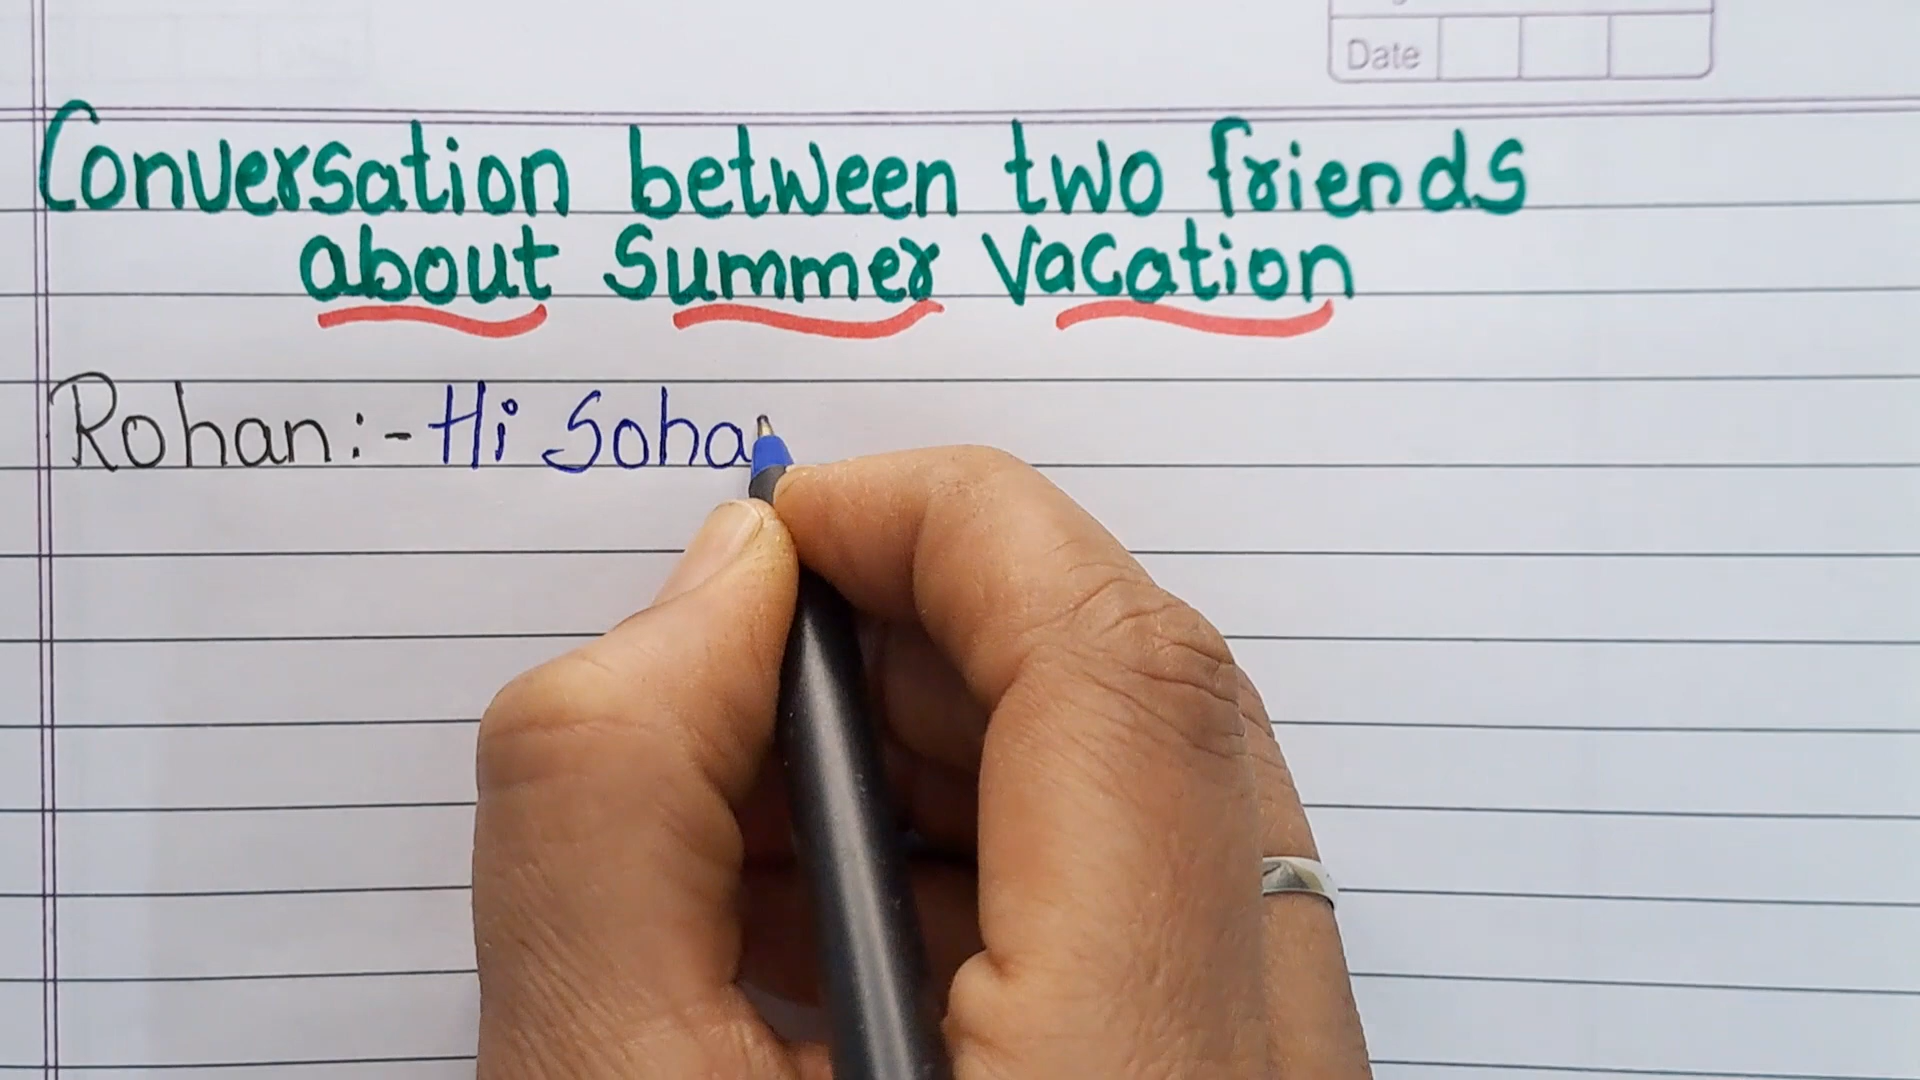 Date
Conversation between two friends
about Summer Vacation
Rohan:- Hi Soha